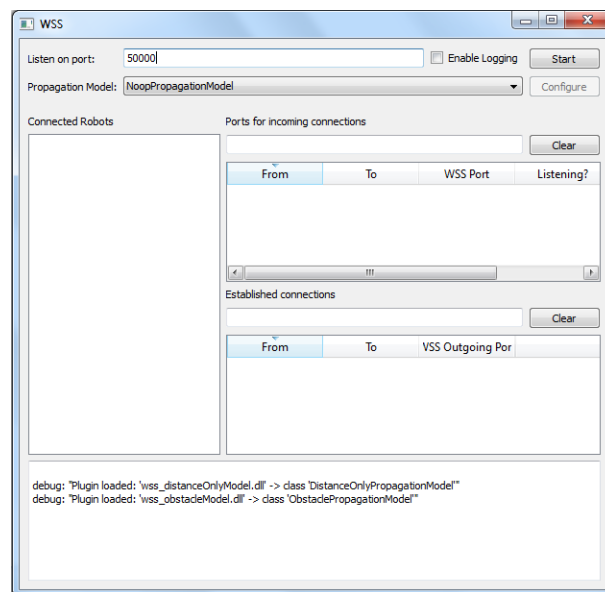 WSS
Listen on port: 50000 Enable Logging Start
Propagation Model: NoopPropagationModel Configure
Connected Robots Ports for incoming connections
Clear
From To WSS Port Listening?
Established connections
Clear
From To VSS Outgoing Por
debug: "Plugin loaded: 'wss_distanceOnlyModel.dll' -> class 'DistanceOnlyPropagationModel'"
debug: "Plugin loaded: 'wss_obstacleModel.dll' -> class 'ObstaclePropagationModel'"